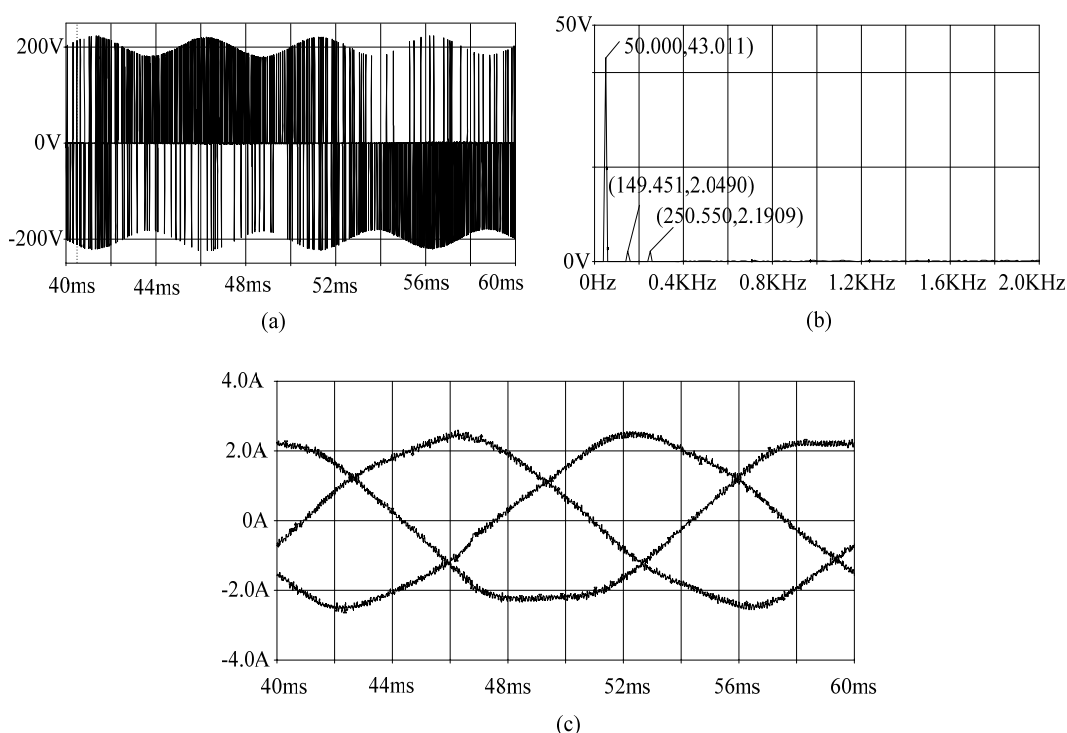 200V
0V
-200V
40ms 44ms 48ms 52ms 56ms 60ms
(a)
50V
50.000,43.011)
(149.451,2.0490)
(250.550,2.1909)
0V
0Hz 0.4KHz 0.8KHz 1.2KHz 1.6KHz 2.0KHz
(b)
4.0A
2.0A
0A
-2.0A
-4.0A
40ms 44ms 48ms 52ms 56ms 60ms
(c)